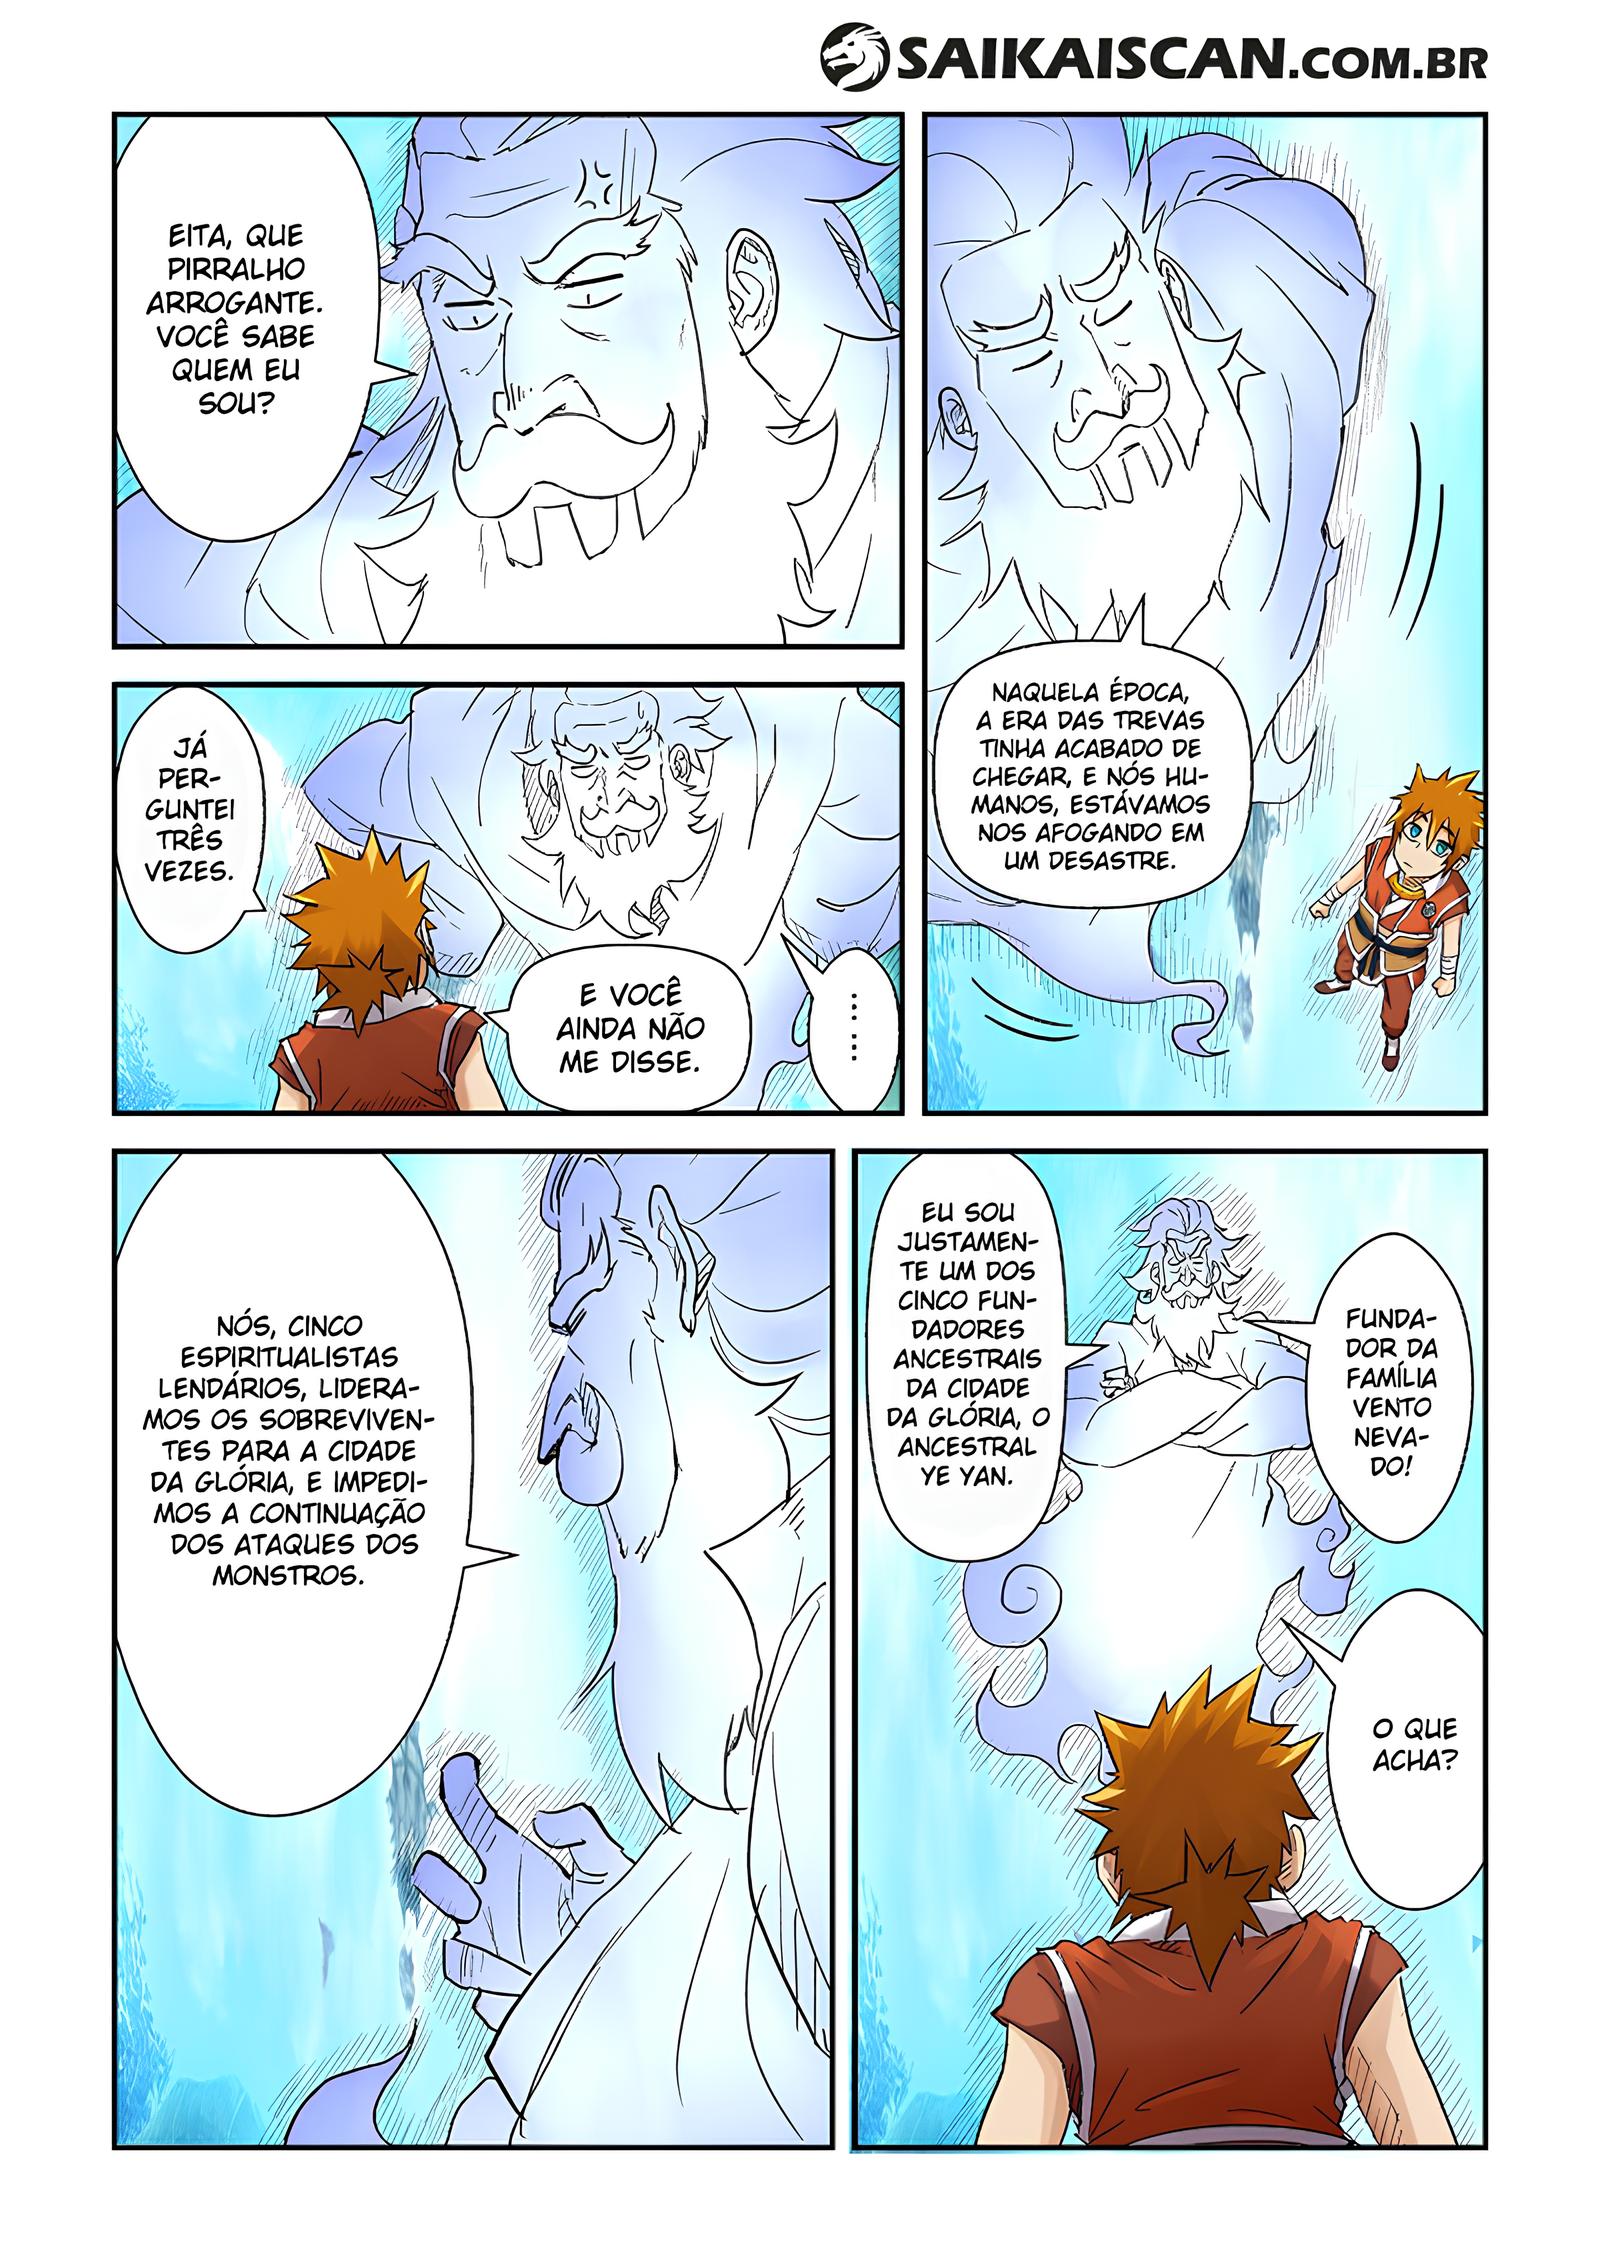 SAIKAISCAN.COM.BR
EITA, QUE
PIRRALHO
ARROGANTE.
VOCÊ SABE
QUEM EU
SOU?
JÁ
PER-
GUNTEI
TRÊS
VEZES.
E VOCÊ
AINDA NÃO
ME DISSE.
......
NAQUELA ÉPOCA,
A ERA DAS TREVAS
TINHA ACABADO DE
CHEGAR, E NÓS HU-
MANOS, ESTÁVAMOS
NOS AFOGANDO EM
UM DESASTRE.
NÓS, CINCO
ESPIRITUALISTAS
LENDÁRIOS, LIDERA-
MOS OS SOBREVIVEN-
TES PARA A CIDADE
DA GLÓRIA, E IMPEDI-
MOS A CONTINUAÇÃO
DOS ATAQUES DOS
MONSTROS.
EU SOU
JUSTAMEN-
TE UM DOS
CINCO FUN-
DADORES
ANCESTRAIS
DA CIDADE
DA GLÓRIA, O
ANCESTRAL
YE YAN.
FUNDA-
DOR DA
FAMÍLIA
VENTO
NEVA-
DO!
O QUE
ACHA?